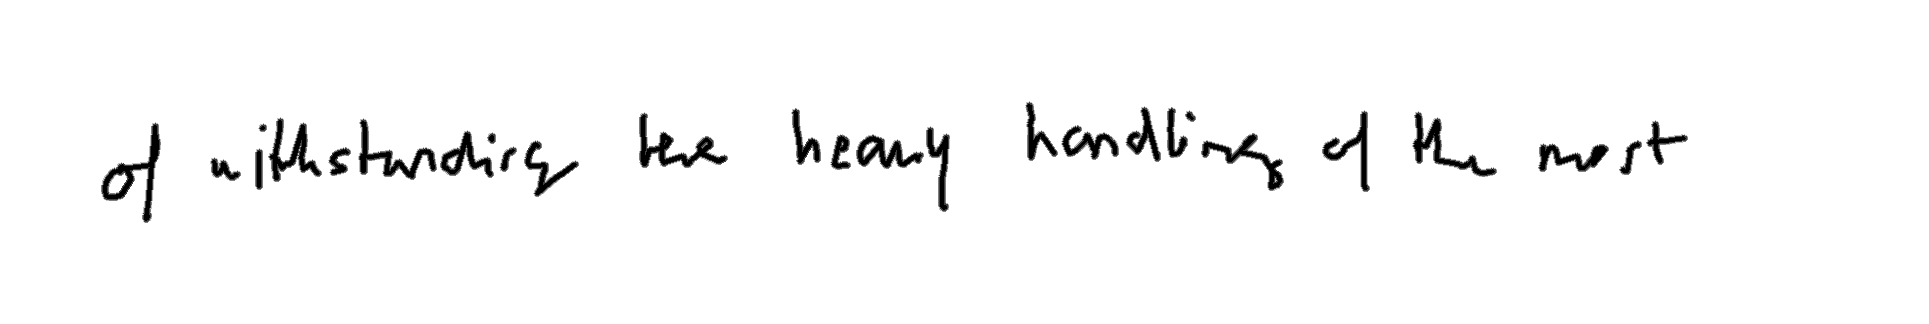 of withstanding the heavy handling of the most